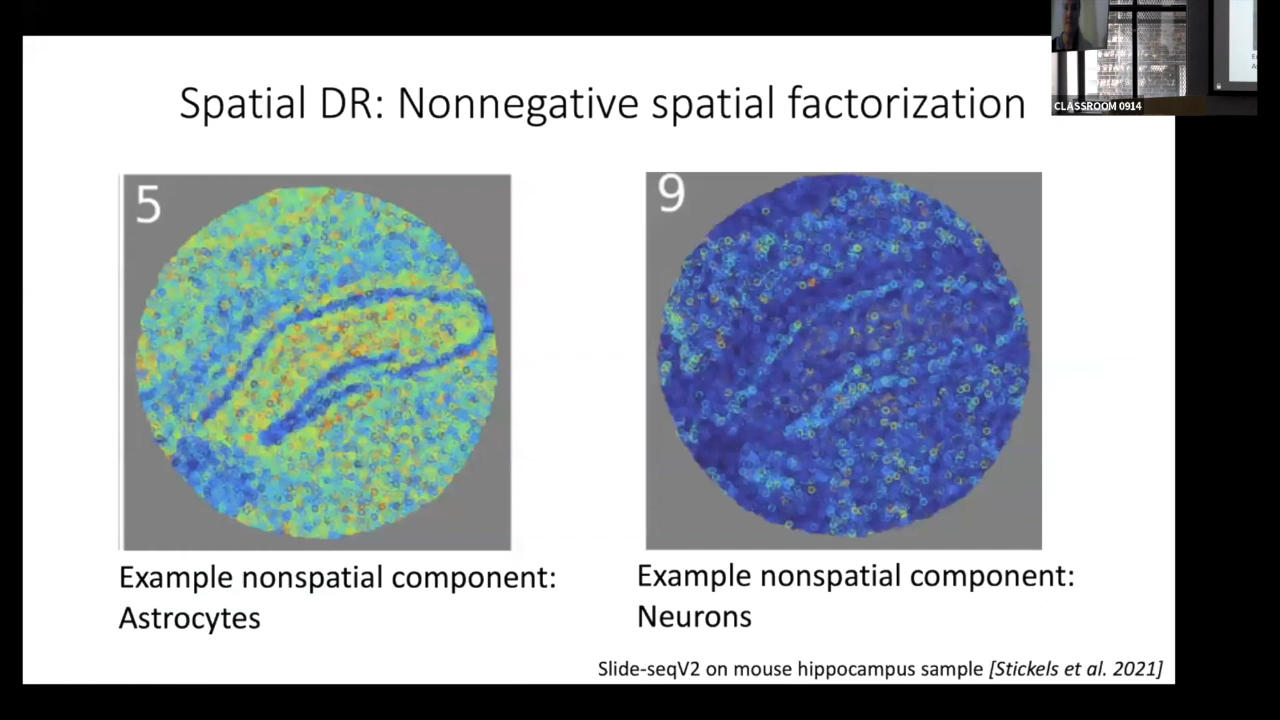 Spatial DR: Nonnegative spatial factorization
CLASSROOM 0914
5
9
Example nonspatial component:
Astrocytes
Example nonspatial component:
Neurons
Slide-seqV2 on mouse hippocampus sample [Stickels et al. 2021]